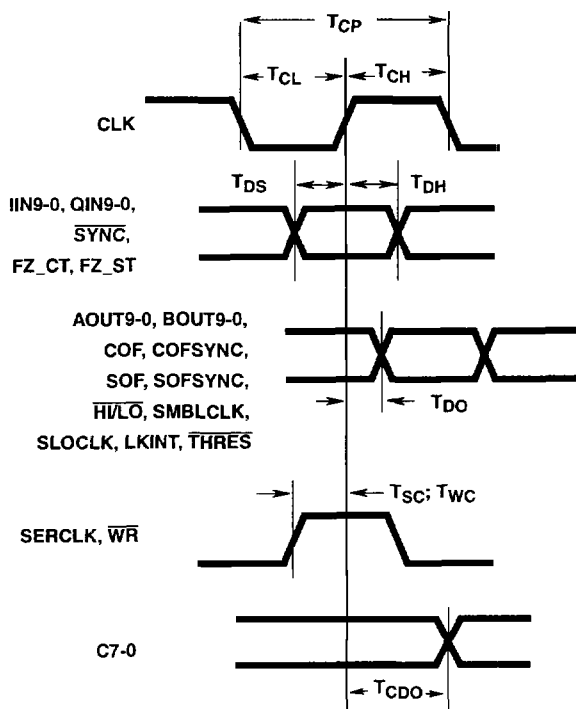 TCP
TCL TCH
CLK
TDS TDH
IIN9-0, QIN9-0,
SYNC,
FZ_CT, FZ_ST
AOUT9-0, BOUT9-0,
COF, COFSYNC,
SOF, SOFSYNC,
HI/LO, SMBLCLK,
TDO
SLOCLK, LKINT, THRES
TSC; TWC
SERCLK, WR
C7-0
TCDO